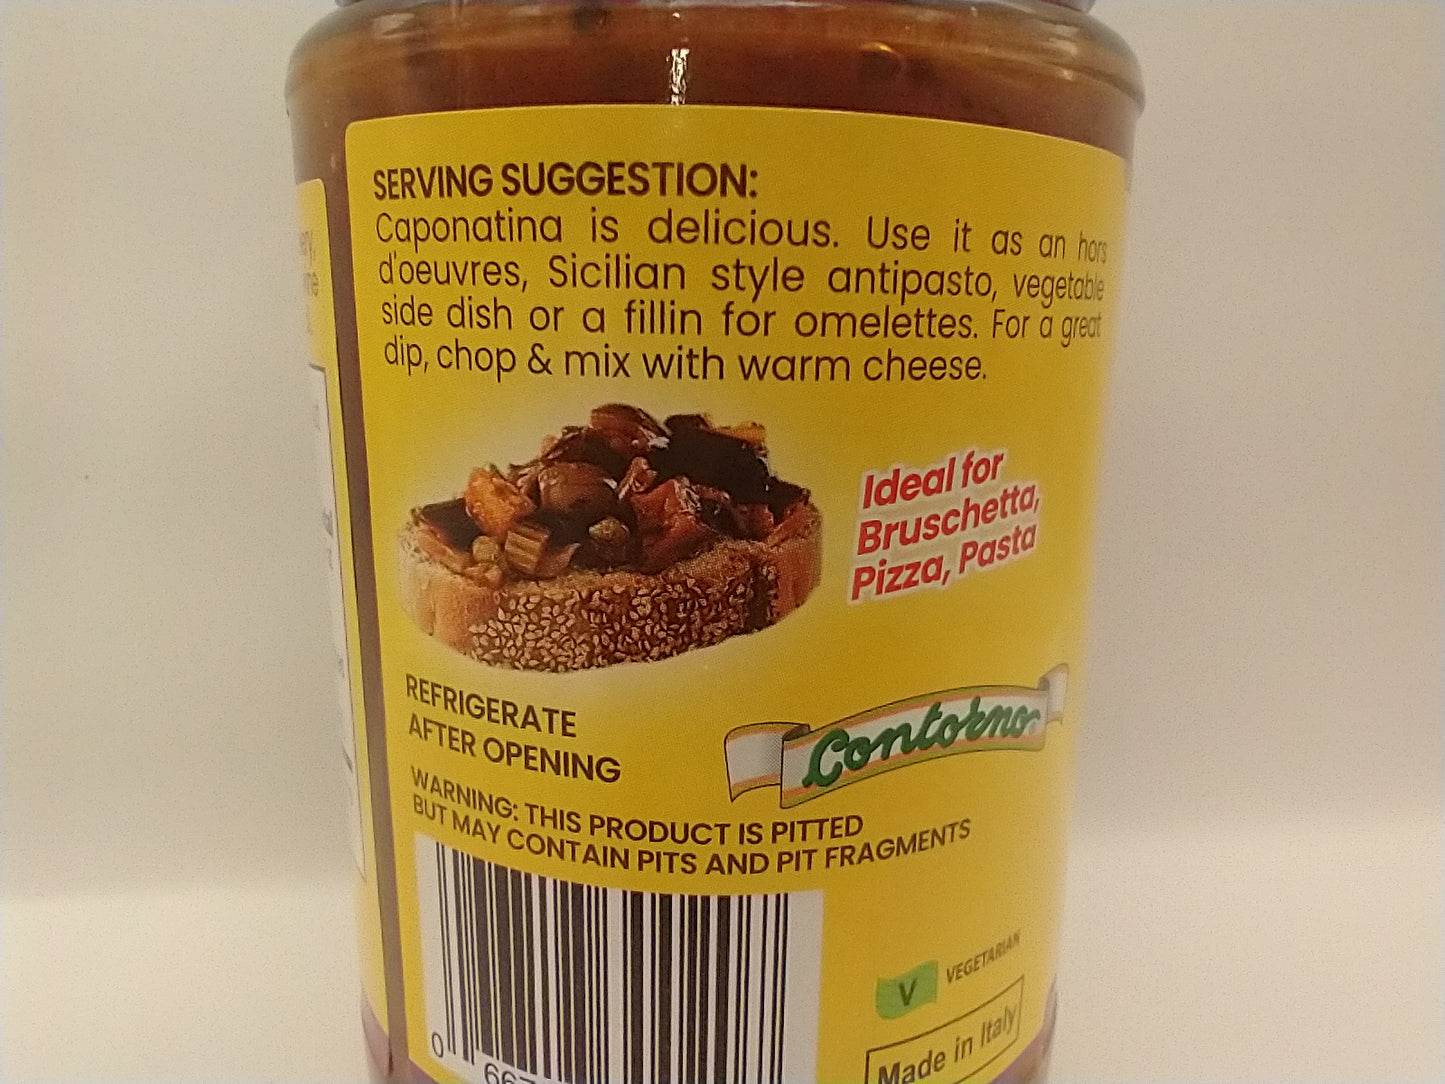 SERVING SUGGESTION:
Caponatina is delicious. Use it as an hors
d'oeuvres, Sicilian style antipasto, vegetable
side dish or a fillin for omelettes. For a great
dip, chop & mix with warm cheese.
Ideal for
Bruschetta,
Pizza, Pasta
REFRIGERATE
AFTER OPENING
Contorno
WARNING: THIS PRODUCT IS PITTED
BUT MAY CONTAIN PITS AND PIT FRAGMENTS
V VEGETARIAN
Made in Italy
0